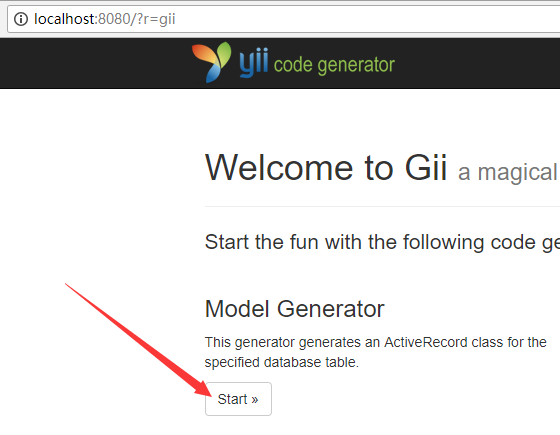 localhost:8080/?r=gii
yii code generator
Welcome to Gii a magical
Start the fun with the following code ge
Model Generator
This generator generates an ActiveRecord class for the
specified database table.
Start »